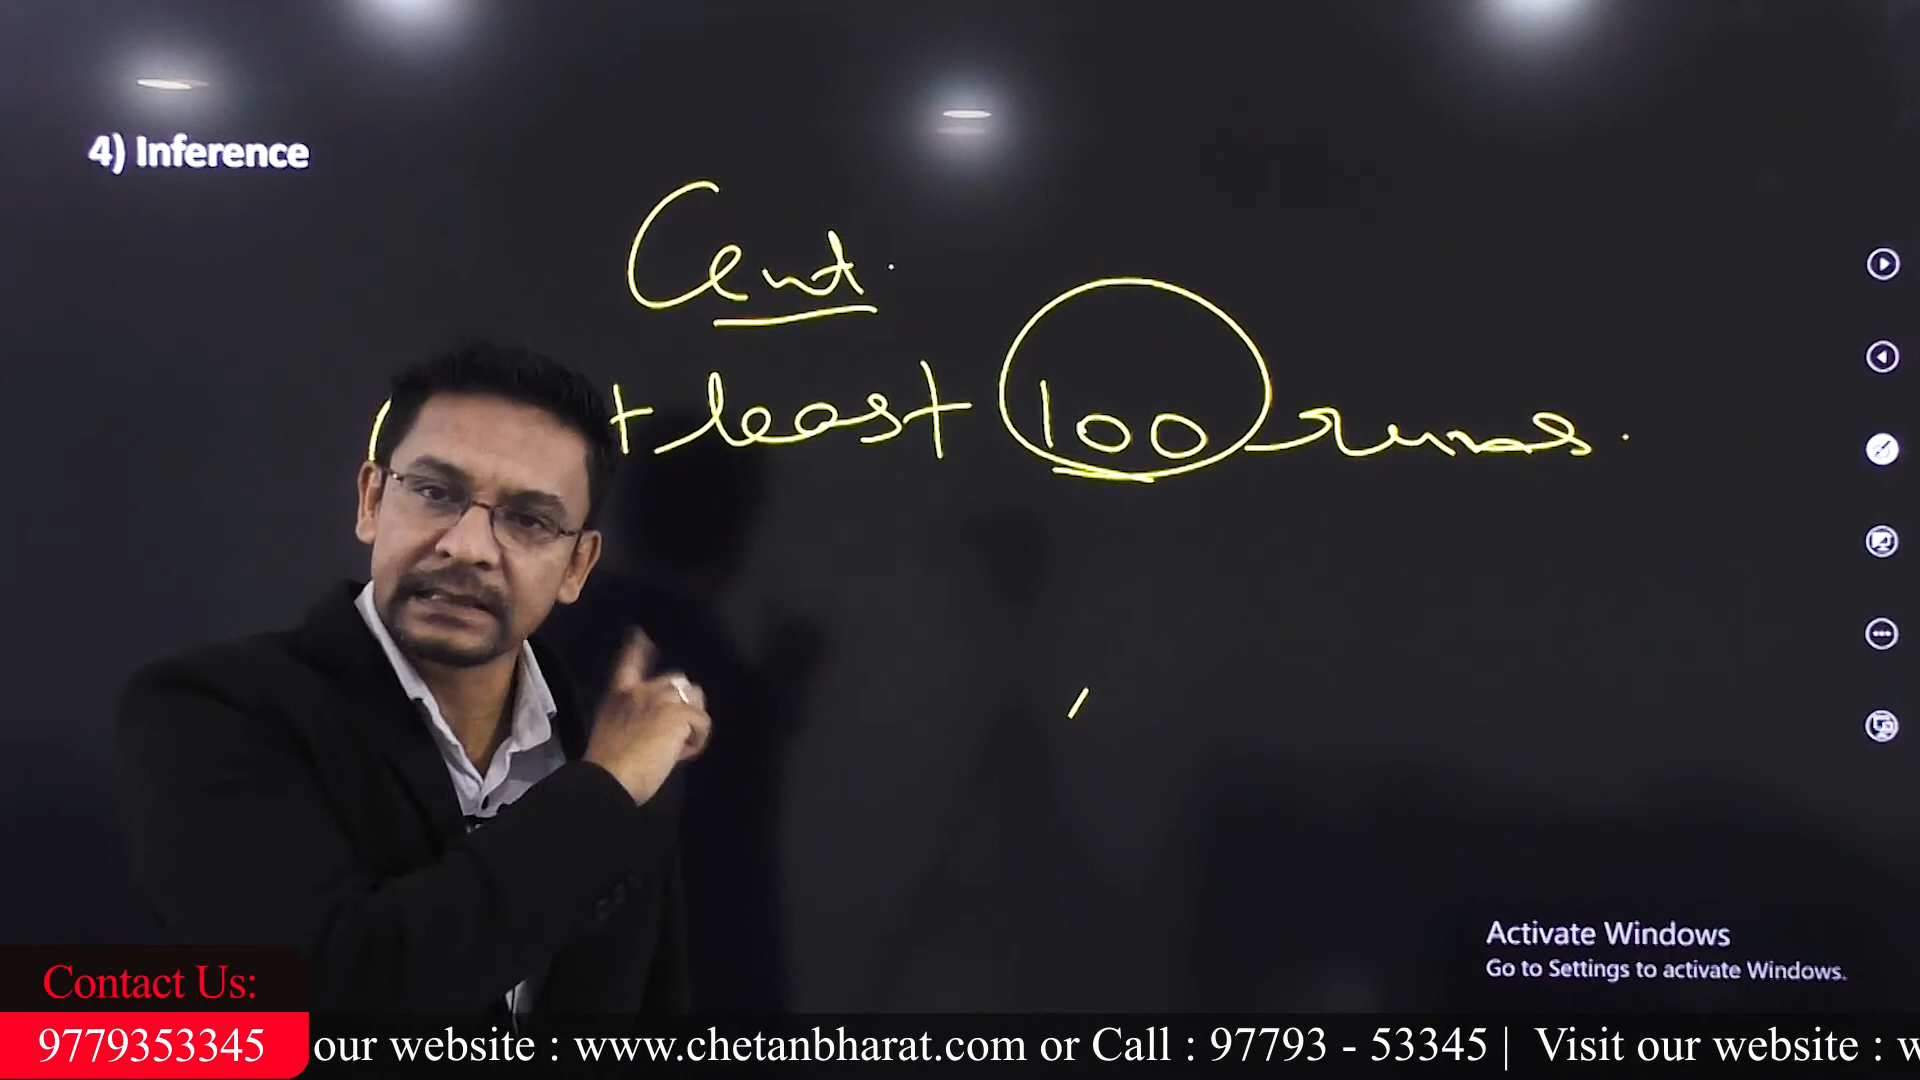 4) Inference
Cent.
t least 100 runs.
Activate Windows
Go to Settings to activate Windows.
Contact Us:
9779353345
our website : www.chetanbharat.com or Call : 97793 - 53345 | Visit our website : w